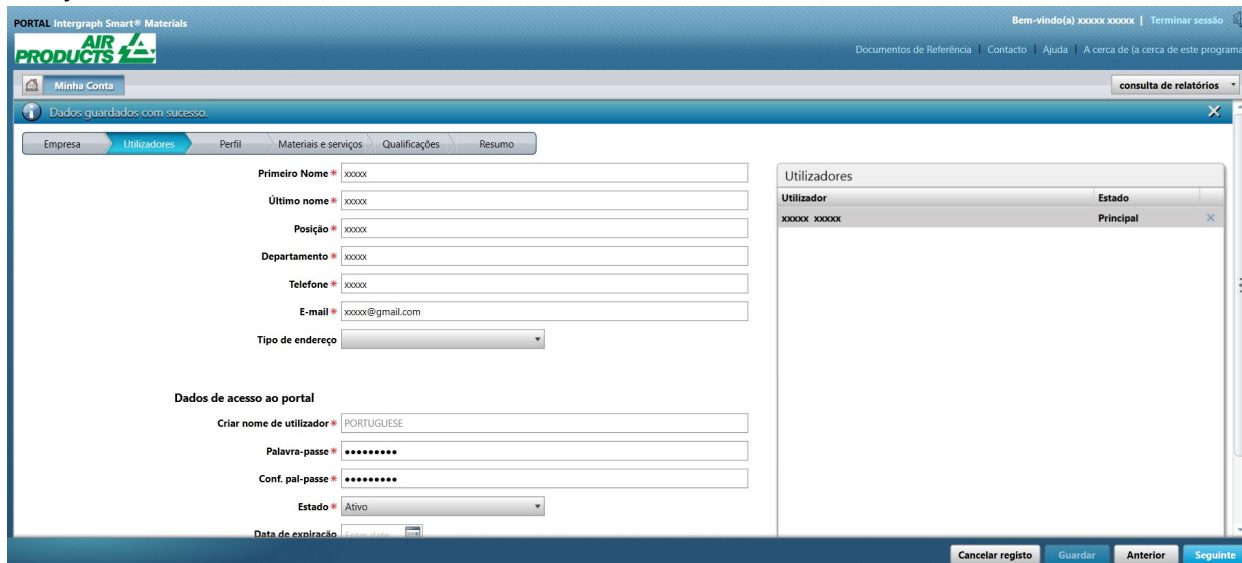 PORTAL Intergraph Smart® Materials
Bem-vindo(a) xxxxx xxxxx | Terminar sessão
AIR
PRODUCTS
Documentos de Referência | Contacto | Ajuda | A cerca de (a cerca de este programa
Minha Conta
consulta de relatórios
Dados guardados com sucesso.
Empresa Utilizadores Perfil Materiais e serviços Qualificações Resumo
Primeiro Nome * xxxxx
Último nome * xxxxx
Posição * xxxxx
Departamento * xxxxx
Telefone * xxxxx
E-mail * xxxxx@gmail.com
Tipo de endereço
Dados de acesso ao portal
Criar nome de utilizador * PORTUGUESE
Palavra-passe * •••••••••
Conf. pal-passe * •••••••••
Estado * Ativo
Data de expiração Enter date
Utilizadores
Utilizador Estado
xxxxx xxxxx Principal
Cancelar registo Guardar Anterior Seguinte